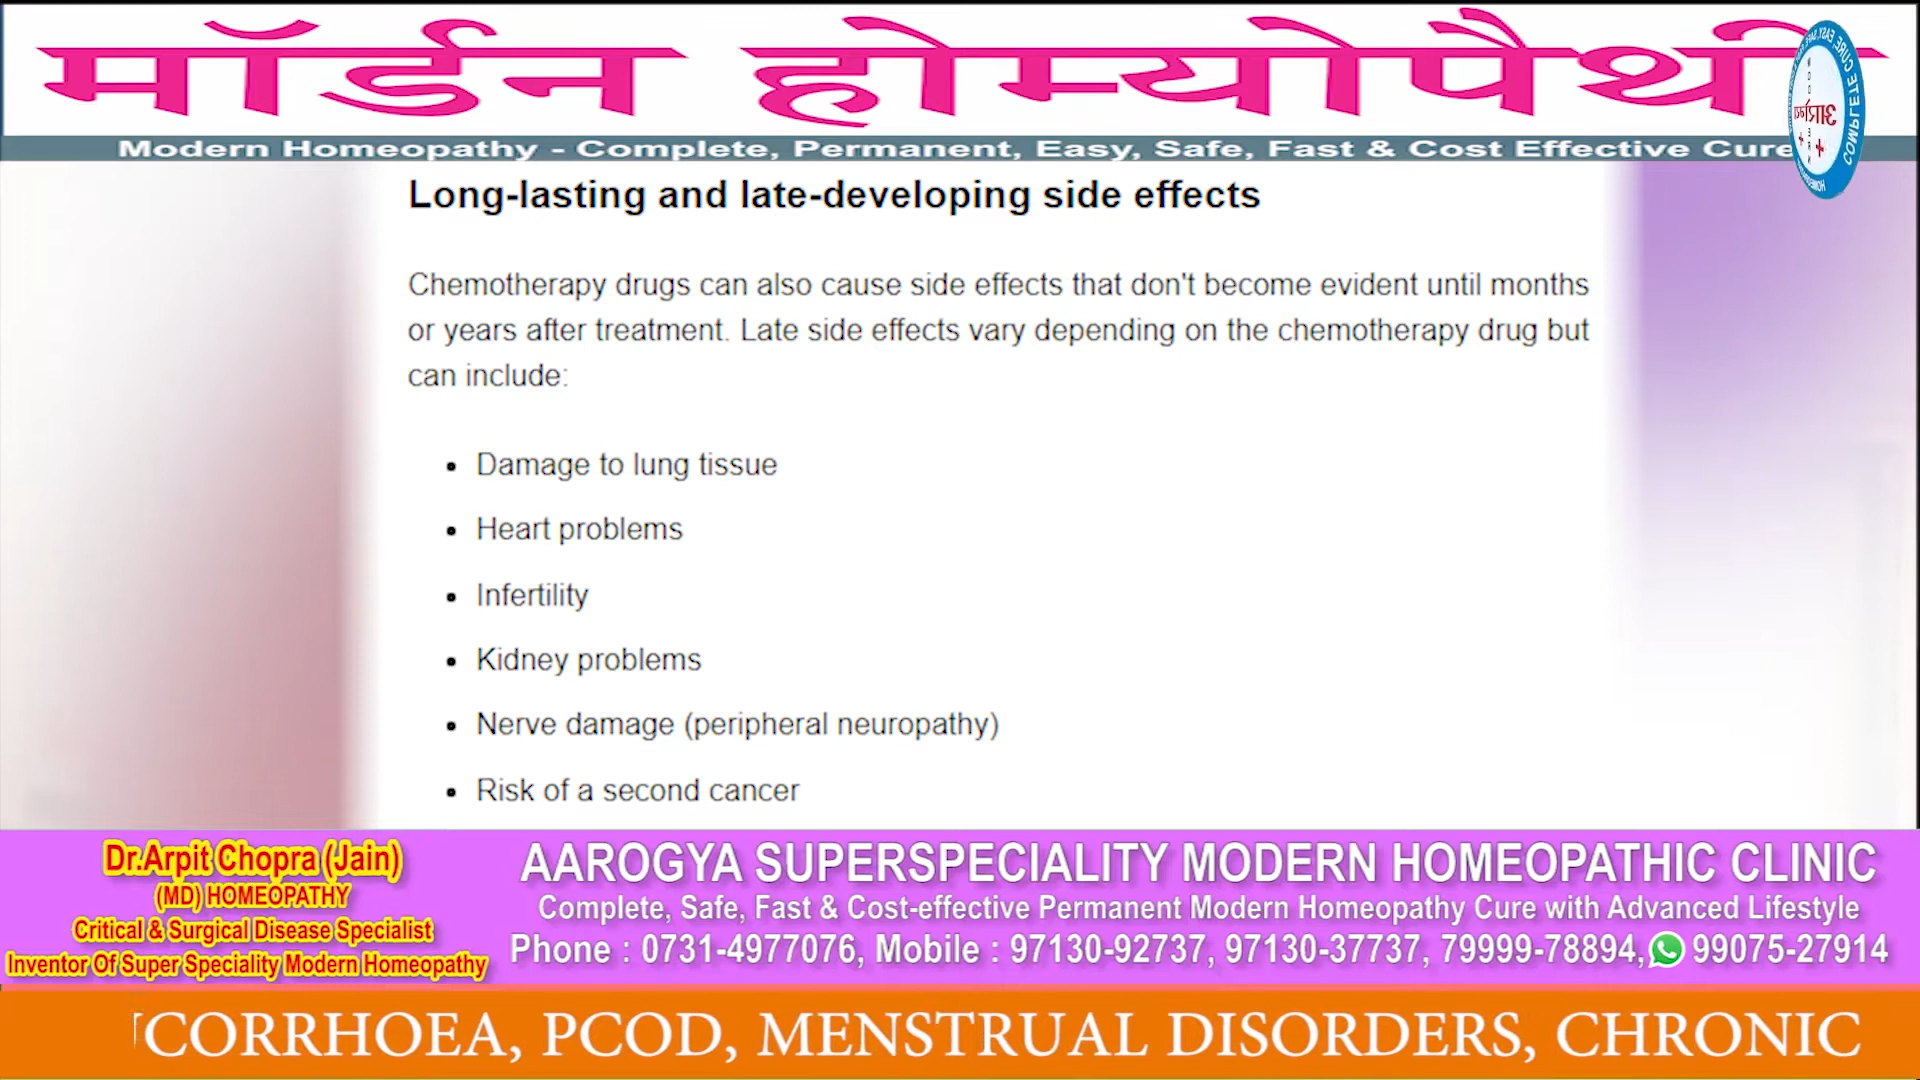 मॉर्डन होम्योपैथी
Modern Homeopathy - Complete, Permanent, Easy, Safe, Fast & Cost Effective Cure
Long-lasting and late-developing side effects
Chemotherapy drugs can also cause side effects that don't become evident until months
or years after treatment. Late side effects vary depending on the chemotherapy drug but
can include:
• Damage to lung tissue
• Heart problems
• Infertility
• Kidney problems
• Nerve damage (peripheral neuropathy)
• Risk of a second cancer
Dr.Arpit Chopra (Jain)
(MD) HOMEOPATHY
Critical & Surgical Disease Specialist
Inventor Of Super Speciality Modern Homeopathy
AAROGYA SUPERSPECIALITY MODERN HOMEOPATHIC CLINIC
Complete, Safe, Fast & Cost-effective Permanent Modern Homeopathy Cure with Advanced Lifestyle
Phone : 0731-4977076, Mobile : 97130-92737, 97130-37737, 79999-78894, 99075-27914
CORRHOEA, PCOD, MENSTRUAL DISORDERS, CHRONIC